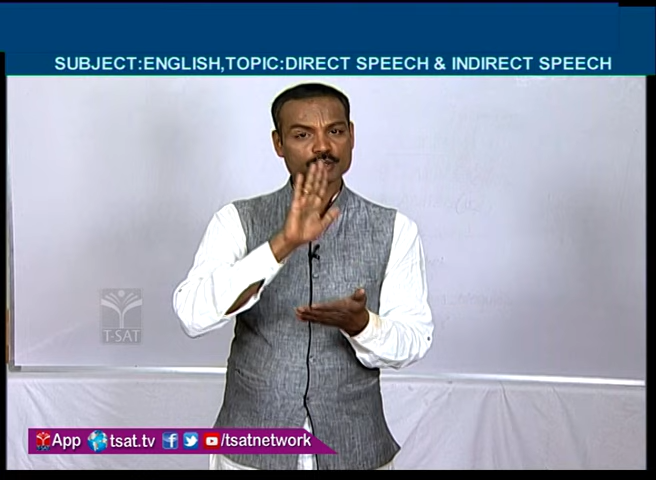 SUBJECT:ENGLISH,TOPIC:DIRECT SPEECH & INDIRECT SPEECH
T-SAT
App tsat.tv /tsatnetwork